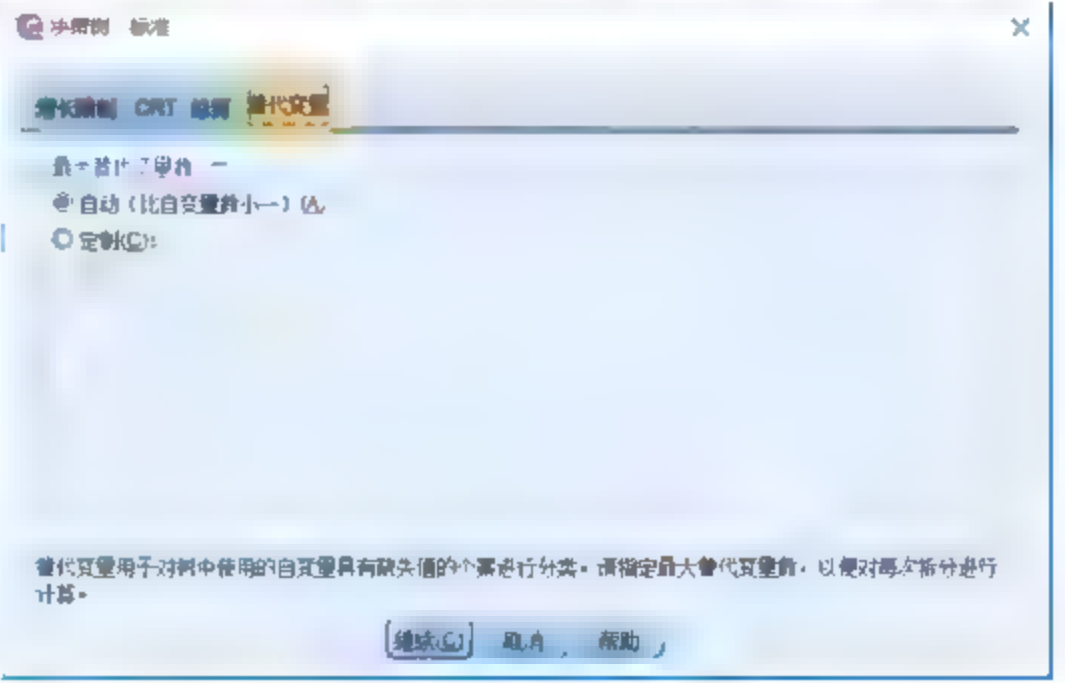 决策树：标准
增长限制 CRT 修剪 替代变量
最大替代变量数
自动（比自变量数小一）(A)
定制(C):
替代变量用于对树中使用的自变量具有缺失值的个案进行分类。请指定最大替代变量数，以便对每次拆分进行
计算。
继续(C) 取消 帮助